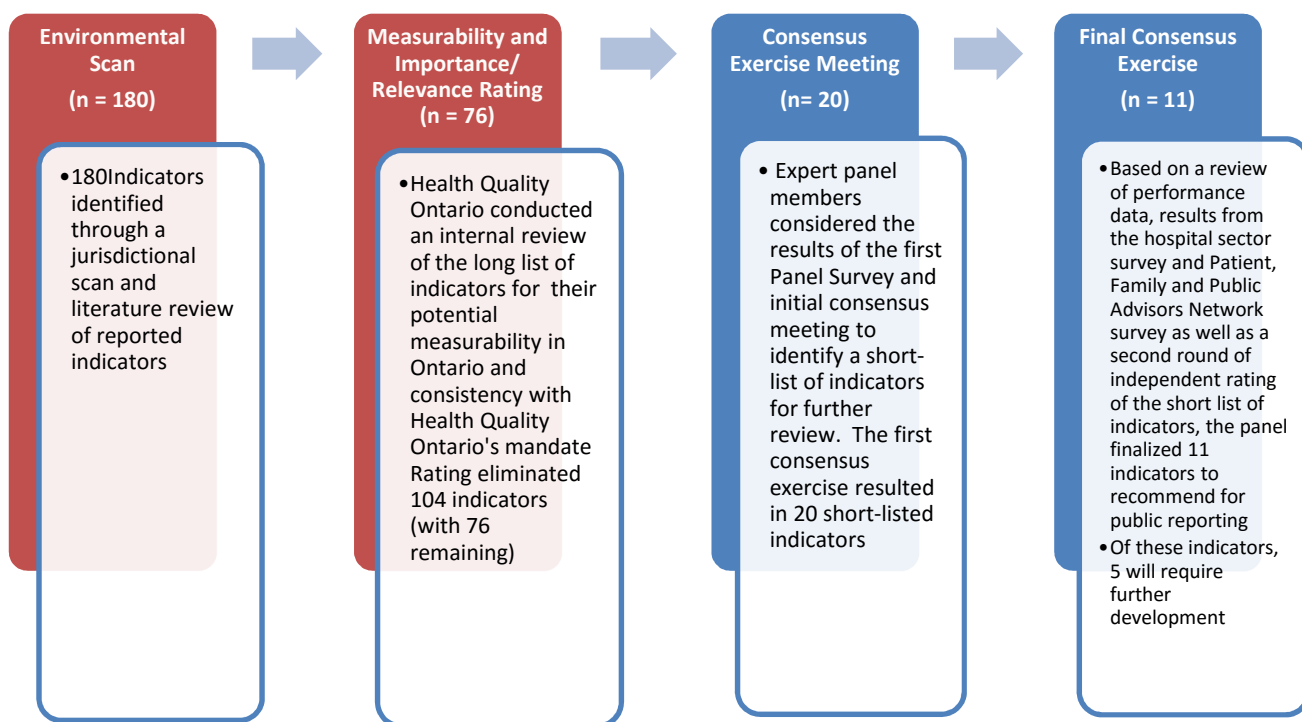 Environmental
Scan
(n = 180)
•180Indicators
identified
through a
jurisdictional
scan and
literature review
of reported
indicators
Measurability and
Importance/
Relevance Rating
(n = 76)
•Health Quality
Ontario conducted
an internal review
of the long list of
indicators for their
potential
measurability in
Ontario and
consistency with
Health Quality
Ontario's mandate
Rating eliminated
104 indicators
(with 76
remaining)
Consensus
Exercise Meeting
(n= 20)
• Expert panel
members
considered the
results of the first
Panel Survey and
initial consensus
meeting to
identify a short-
list of indicators
for further
review. The first
consensus
exercise resulted
in 20 short-listed
indicators
Final Consensus
Exercise
(n = 11)
•Based on a review
of performance
data, results from
the hospital sector
survey and Patient,
Family and Public
Advisors Network
survey as well as a
second round of
independent rating
of the short list of
indicators, the panel
finalized 11
indicators to
recommend for
public reporting
•Of these indicators,
5 will require
further
development